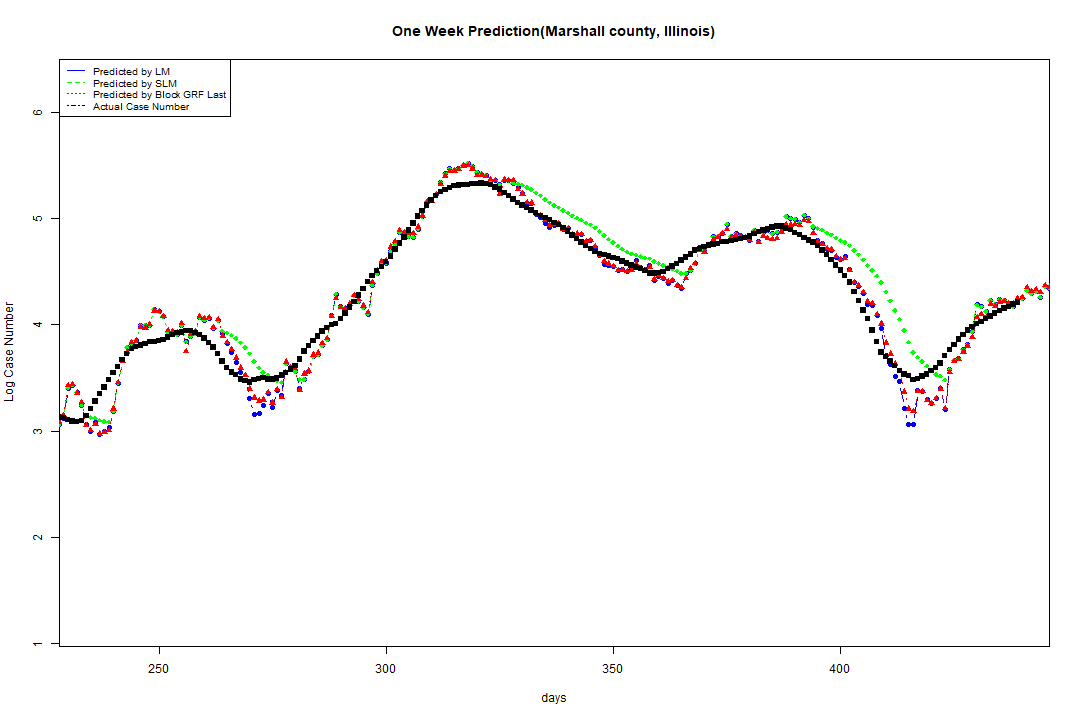 One Week Prediction(Marshall county, Illinois)
Predicted by LM
Predicted by SLM
Predicted by Block GRF Last
Actual Case Number
6
5
4
3
2
1
Log Case Number
250 300 350 400
days